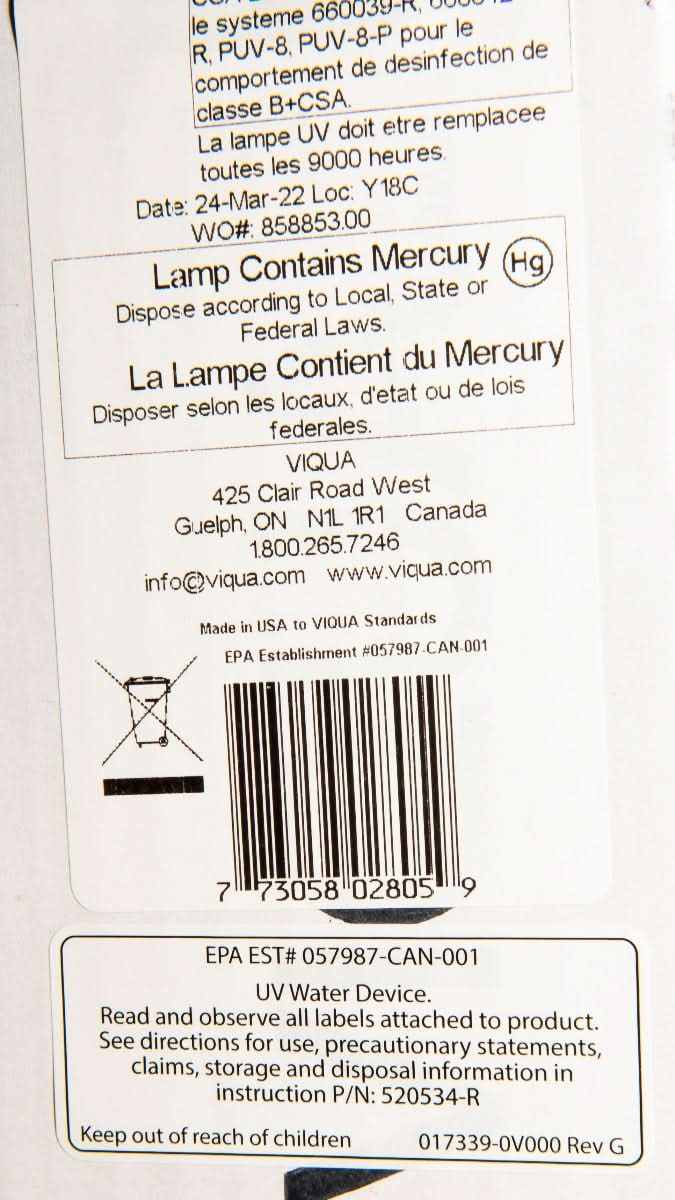 le systeme 660039-R,
R, PUV-8, PUV-8-P pour le
comportement de desinfection de
classe B+CSA.
La lampe UV doit etre remplacee
toutes les 9000 heures.
Date: 24-Mar-22 Loc: Y18C
WO#: 858853.00
Lamp Contains Mercury Hg
Dispose according to Local, State or
Federal Laws.
La Lampe Contient du Mercury
Disposer selon les locaux, d'etat ou de lois
federales.
VIQUA
425 Clair Road West
Guelph, ON N1L 1R1 Canada
1.800.265.7246
info@viqua.com www.viqua.com
Made in USA to VIQUA Standards
EPA Establishment #057987-CAN-001
7 73058 02805 9
EPA EST# 057987-CAN-001
UV Water Device.
Read and observe all labels attached to product.
See directions for use, precautionary statements,
claims, storage and disposal information in
instruction P/N: 520534-R
Keep out of reach of children 017339-0V000 Rev G